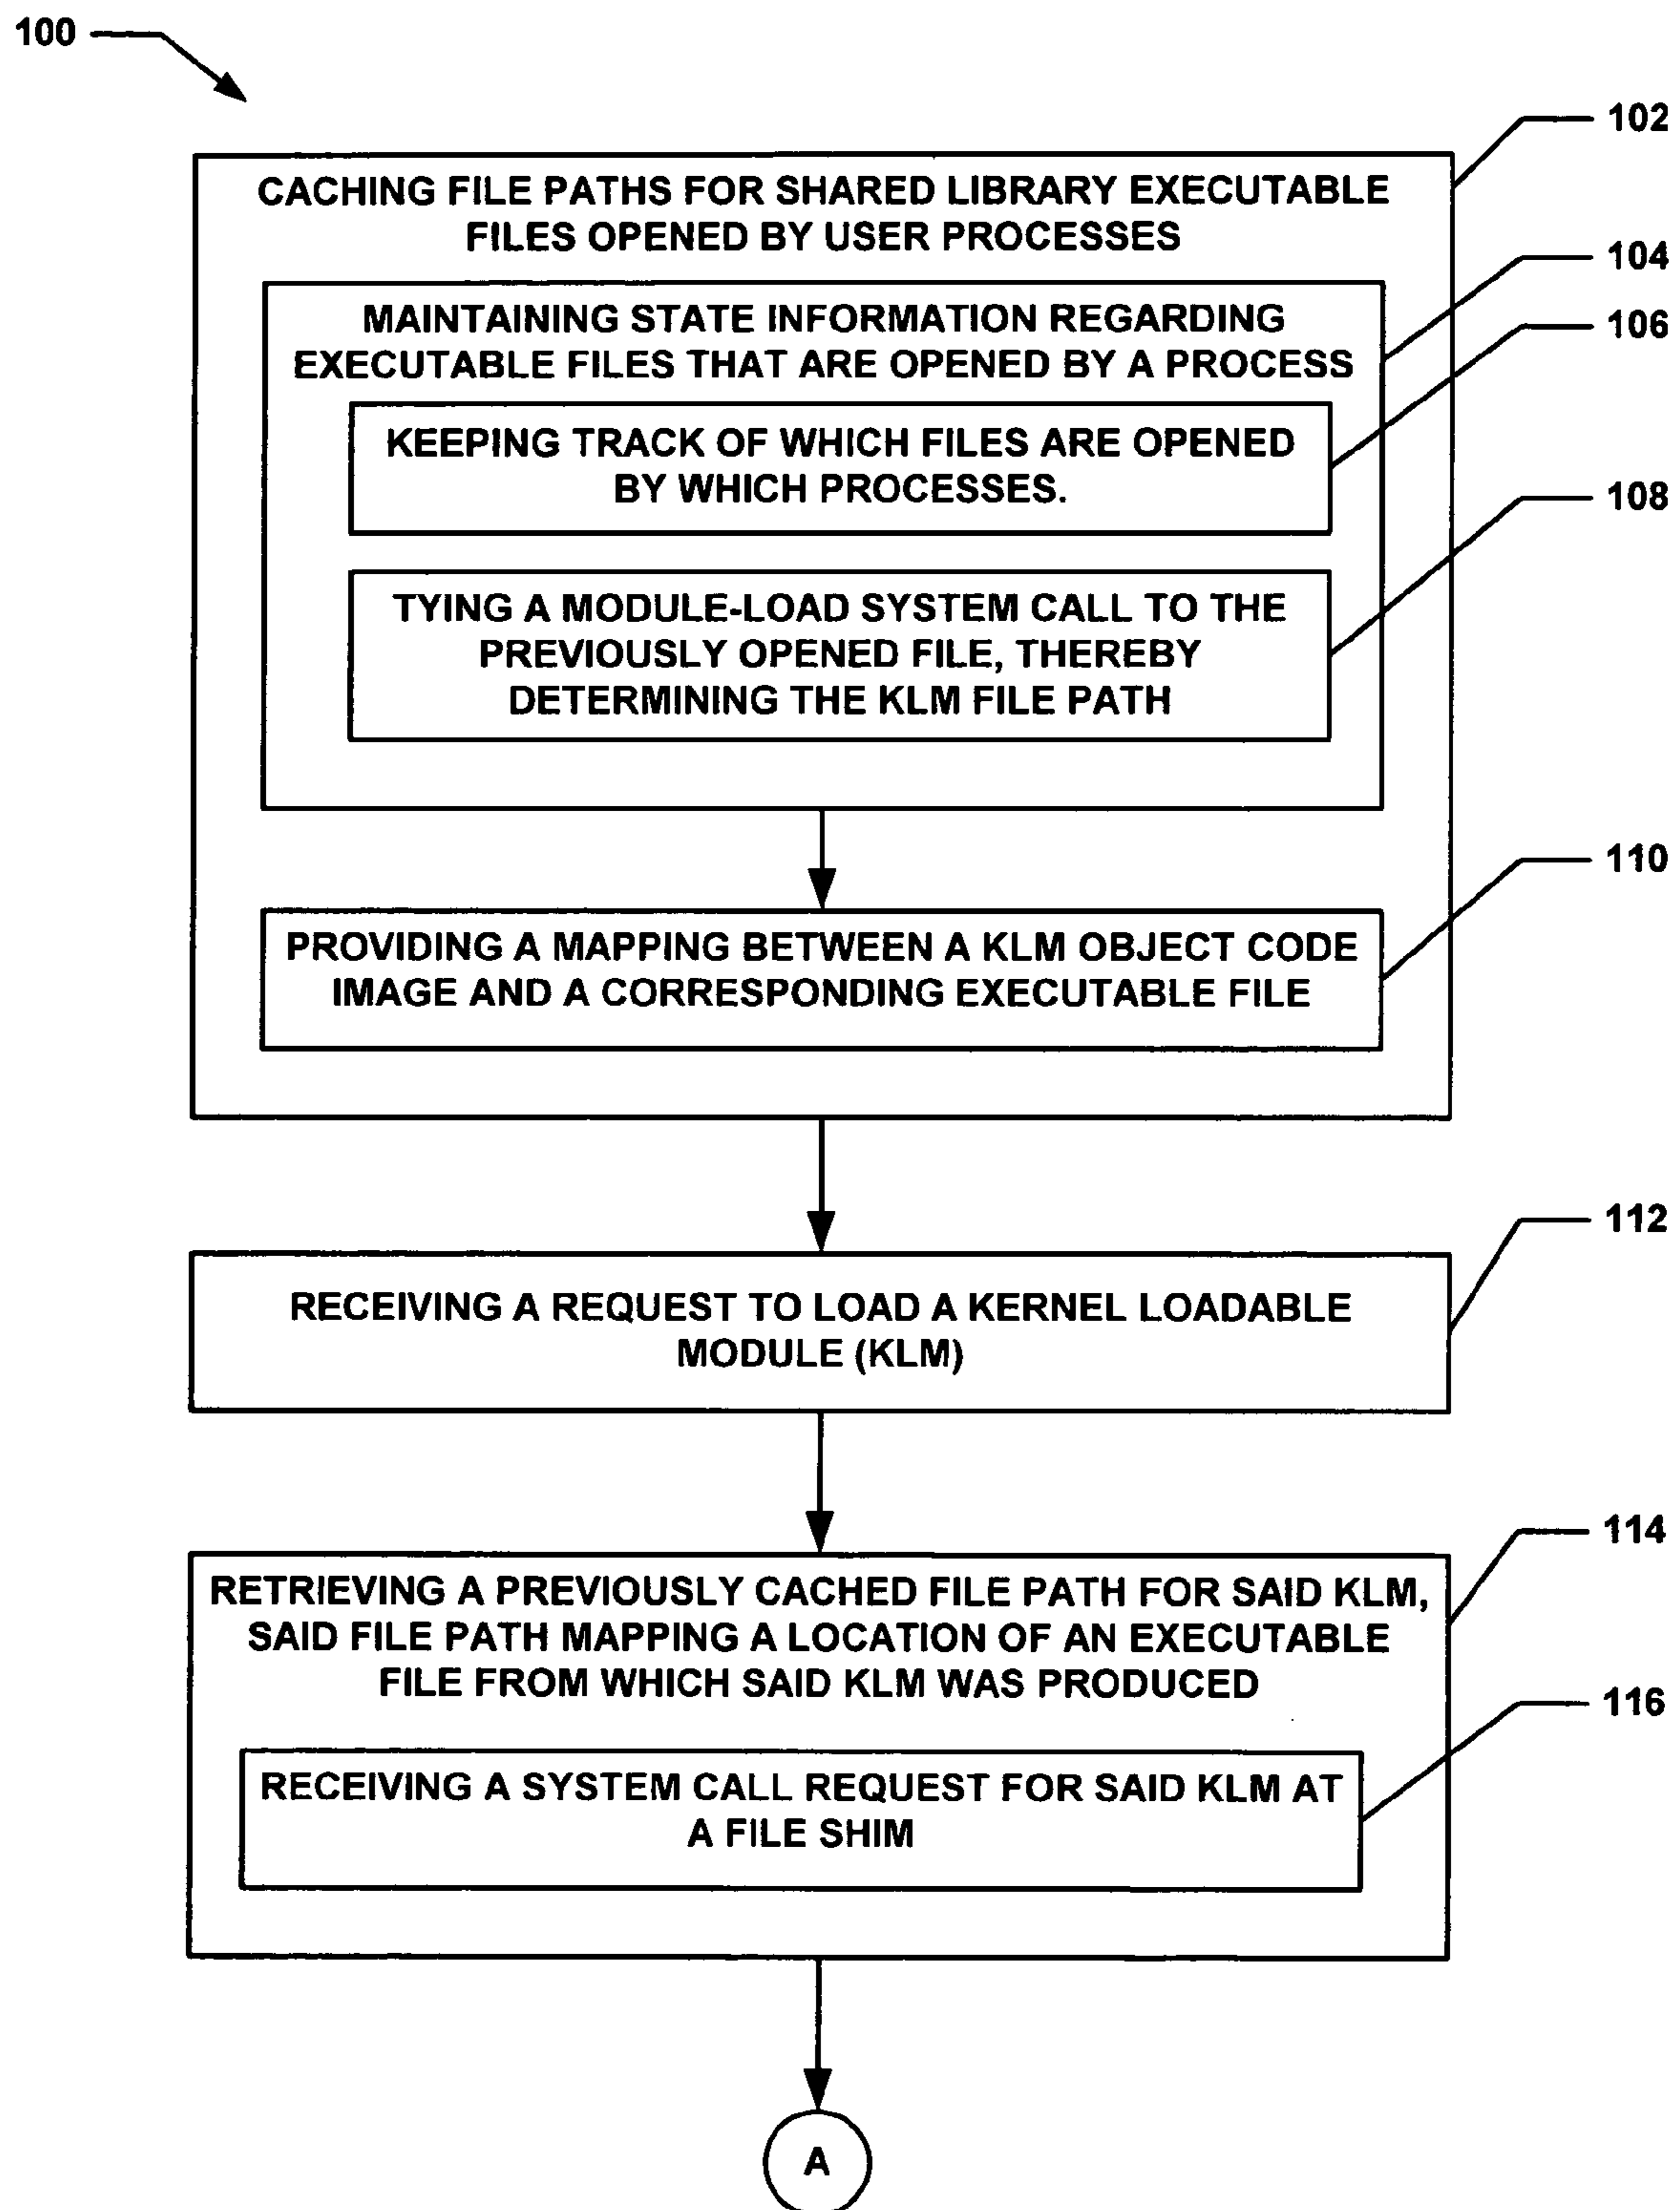 100
102
CACHING FILE PATHS FOR SHARED LIBRARY EXECUTABLE
FILES OPENED BY USER PROCESSES
104
MAINTAINING STATE INFORMATION REGARDING
EXECUTABLE FILES THAT ARE OPENED BY A PROCESS
106
KEEPING TRACK OF WHICH FILES ARE OPENED
BY WHICH PROCESSES.
108
TYING A MODULE-LOAD SYSTEM CALL TO THE
PREVIOUSLY OPENED FILE, THEREBY
DETERMINING THE KLM FILE PATH
110
PROVIDING A MAPPING BETWEEN A KLM OBJECT CODE
IMAGE AND A CORRESPONDING EXECUTABLE FILE
112
RECEIVING A REQUEST TO LOAD A KERNEL LOADABLE
MODULE (KLM)
114
RETRIEVING A PREVIOUSLY CACHED FILE PATH FOR SAID KLM,
SAID FILE PATH MAPPING A LOCATION OF AN EXECUTABLE
FILE FROM WHICH SAID KLM WAS PRODUCED
116
RECEIVING A SYSTEM CALL REQUEST FOR SAID KLM AT
A FILE SHIM
A